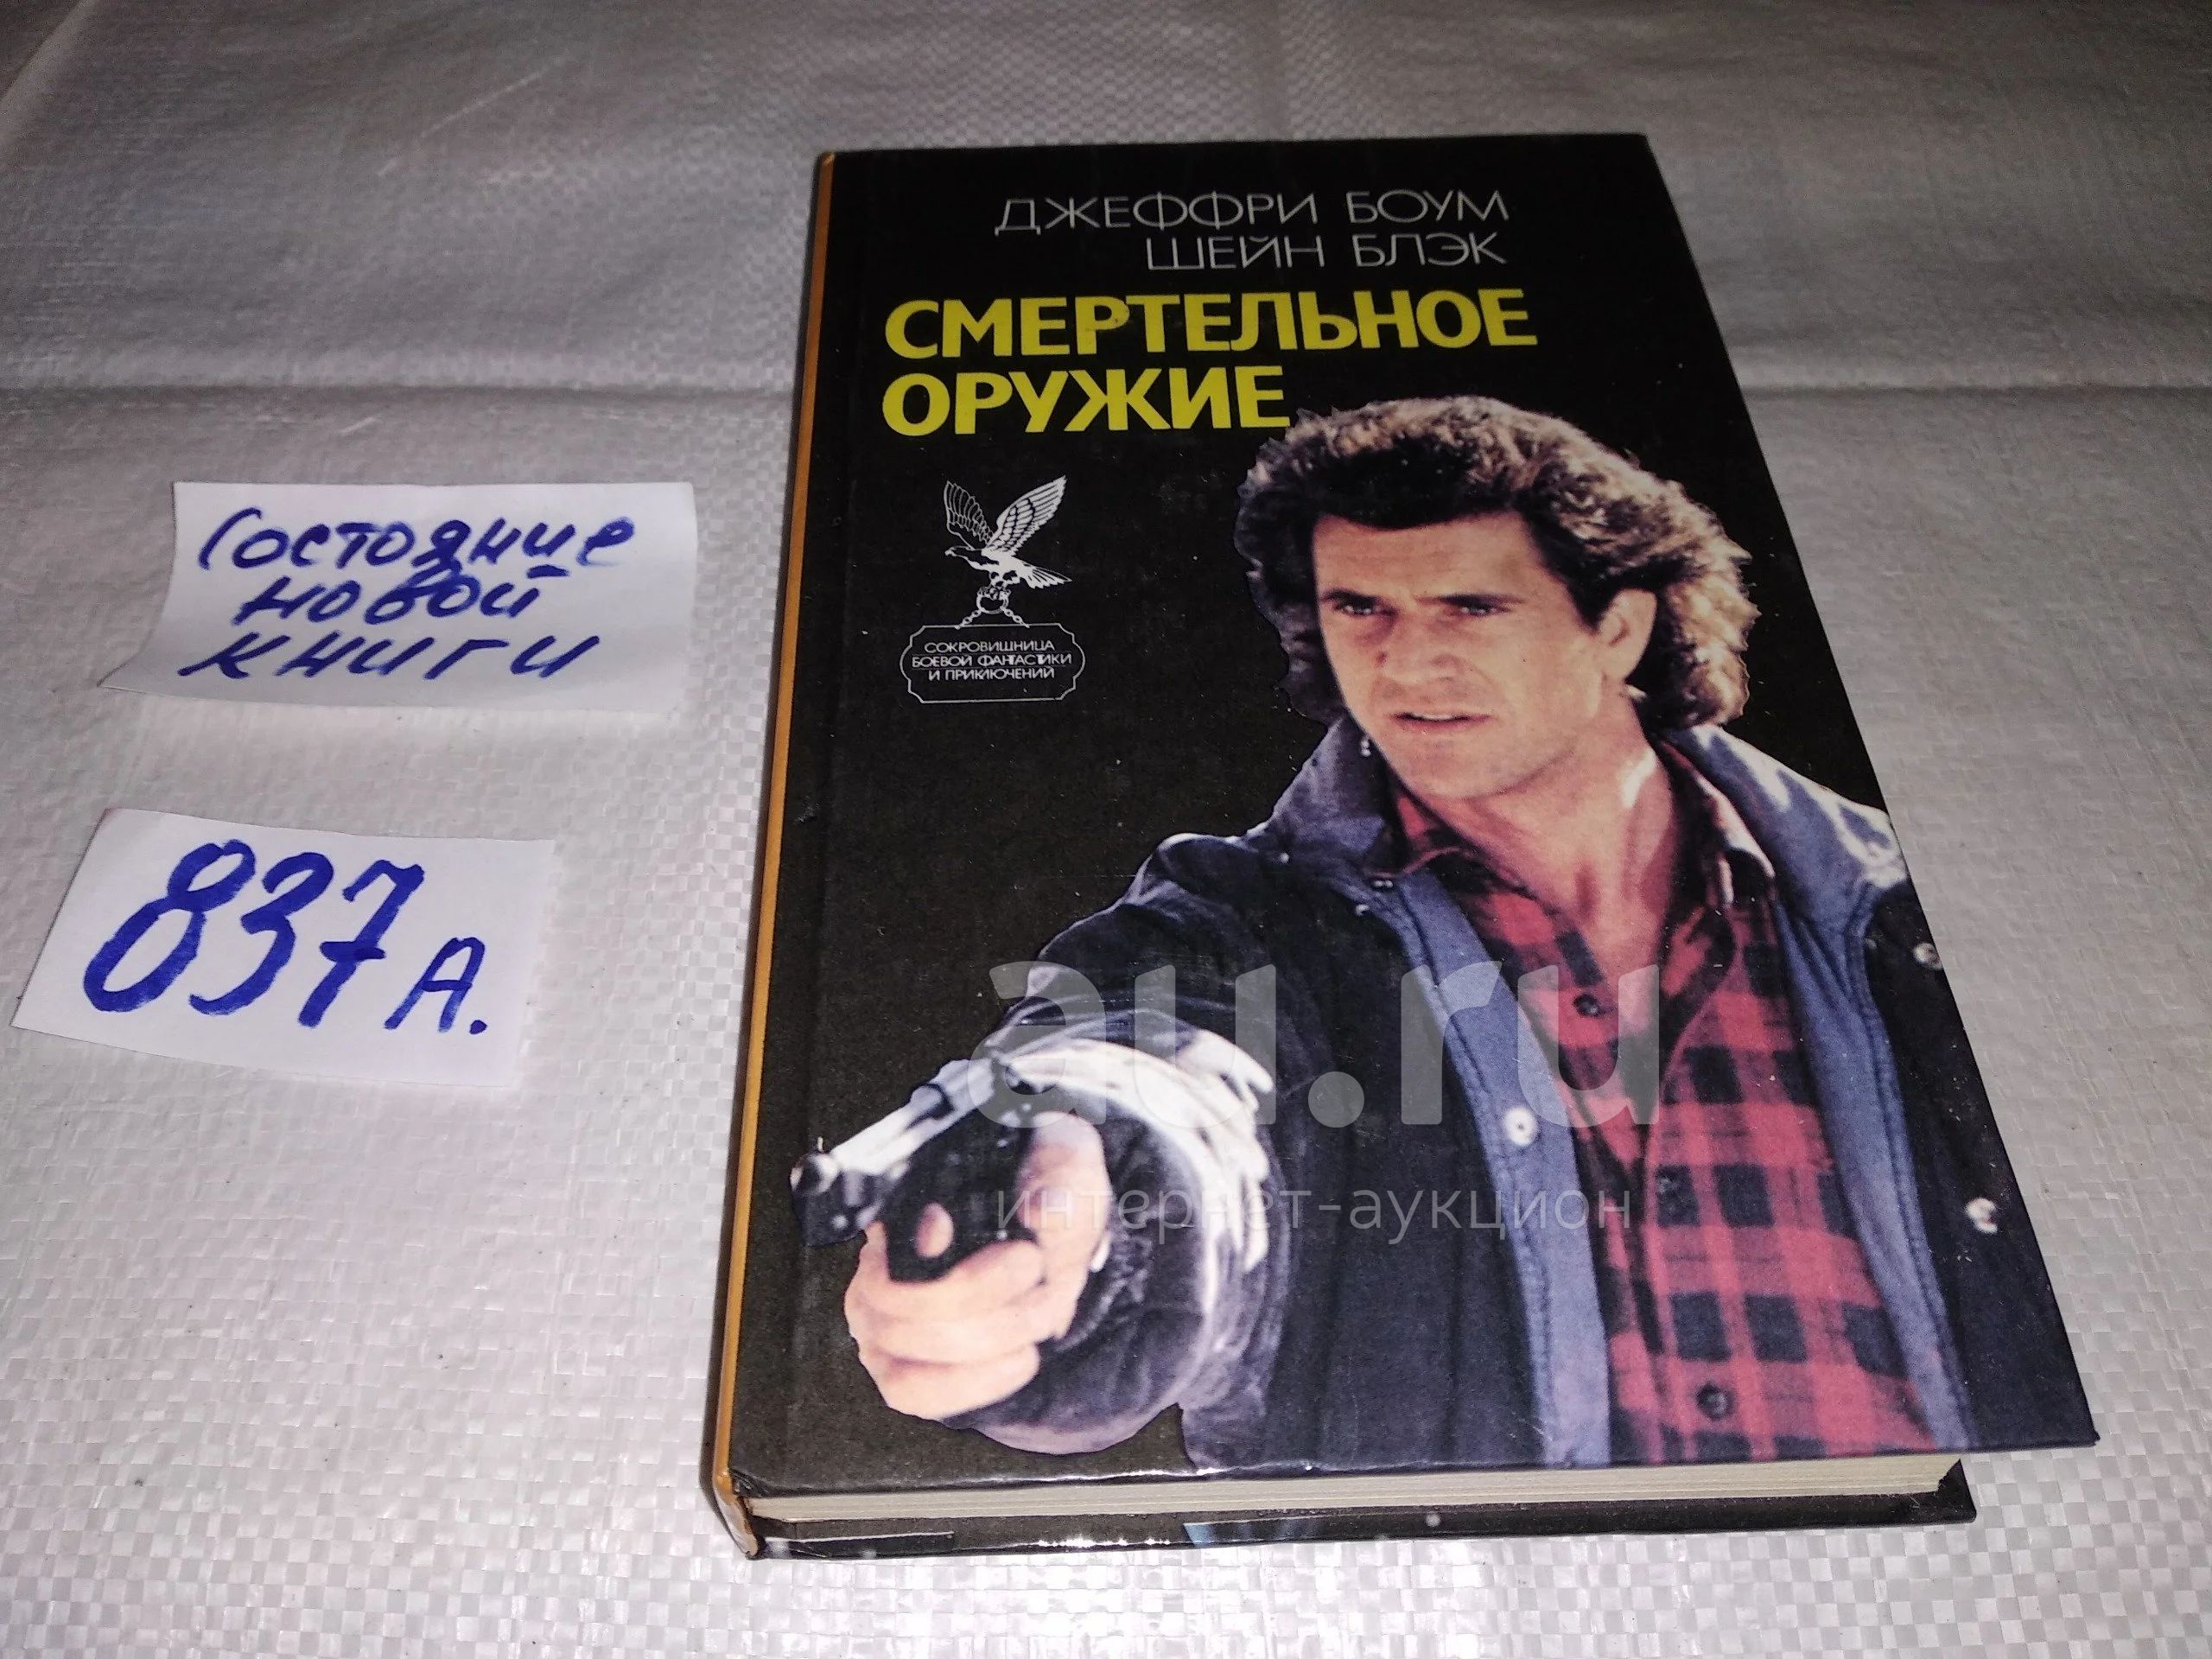 ДЖЕФФРИ БОУМ
ШЕЙН БЛЭК
СМЕРТЕЛЬНОЕ
ОРУЖИЕ
СОКРОВИЩНИЦА
БОЕВОЙ ФАНТАСТИКИ
И ПРИКЛЮЧЕНИЙ
Состояние
новой
книги
837 А.
au.ru
интернет-аукцион